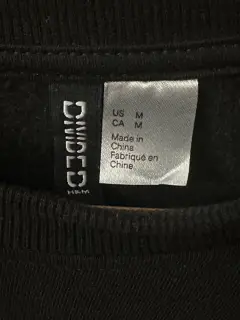 DIVIDED
H&M
US M
CA M
Made in
China
Fabriqué en
Chine